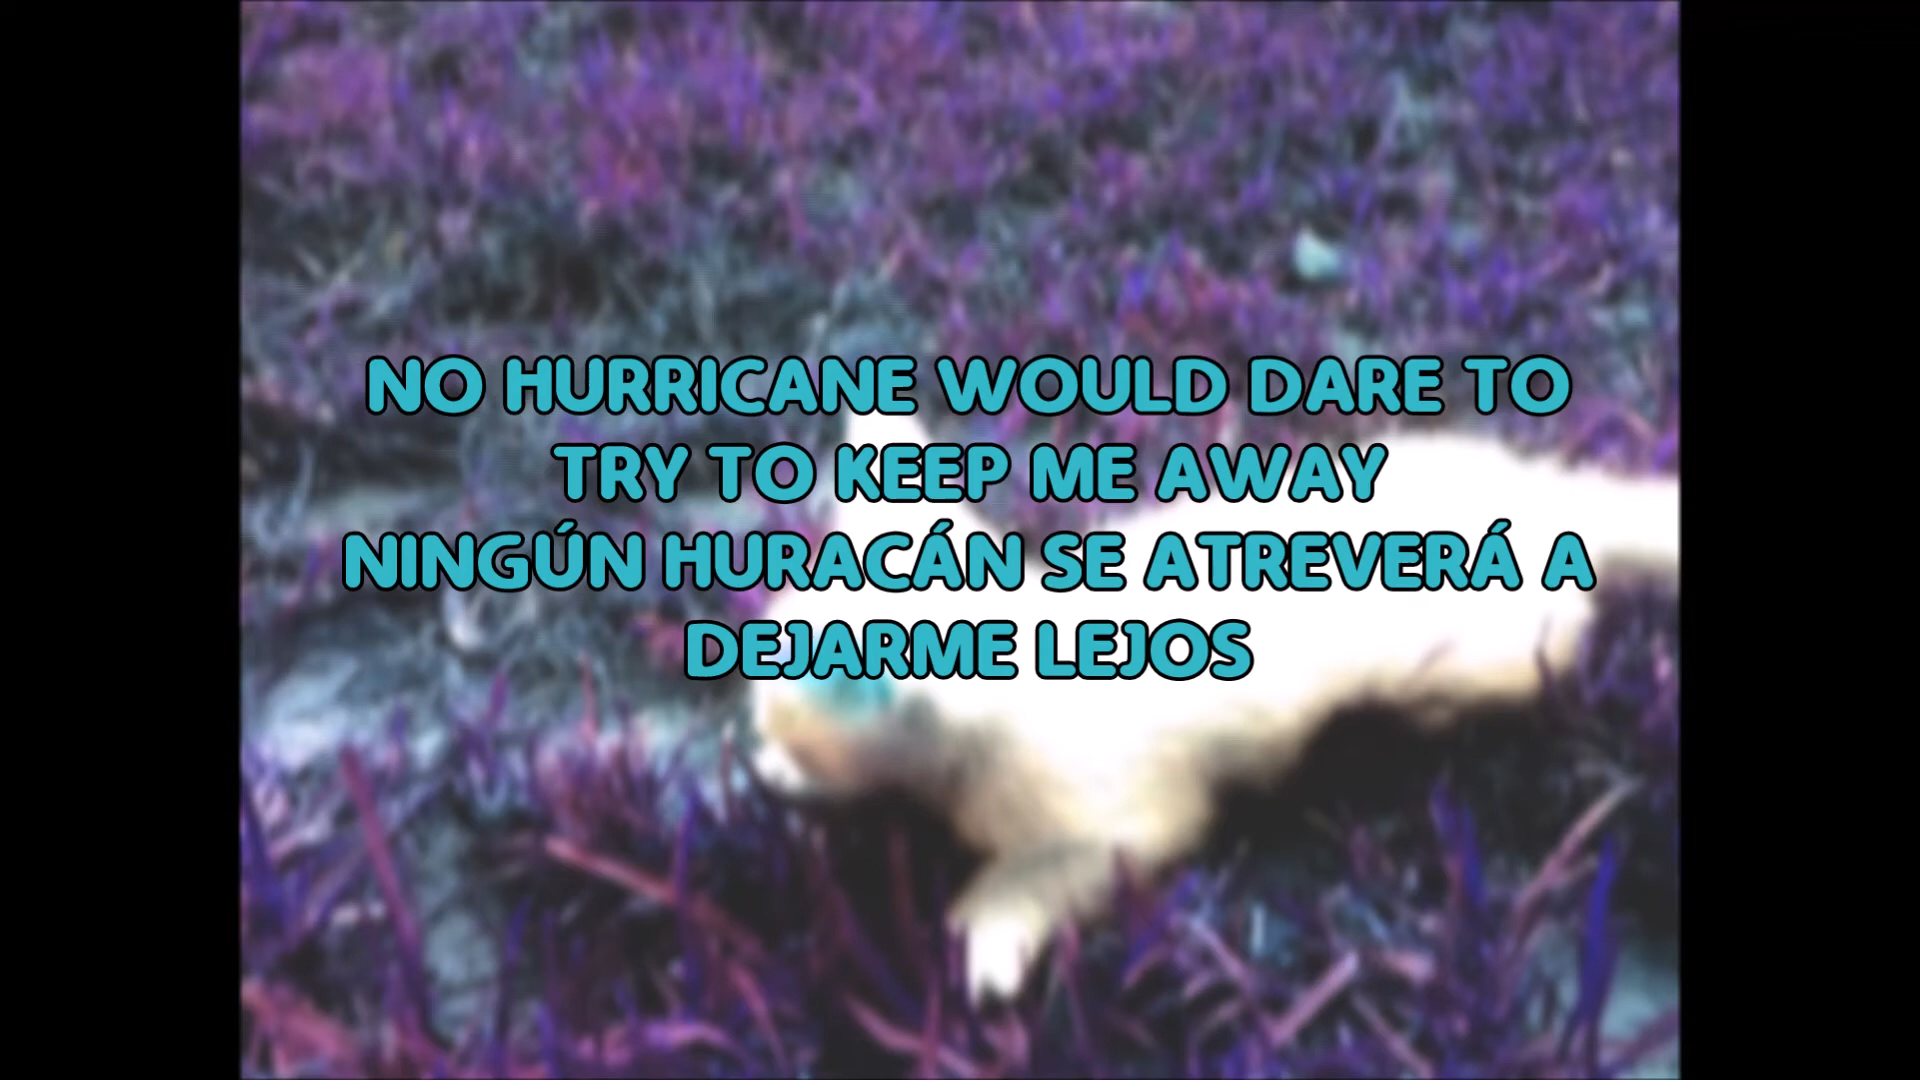 NO HURRICANE WOULD DARE TO
TRY TO KEEP ME AWAY
NINGÚN HURACÁN SE ATREVERÁ A
DEJARME LEJOS